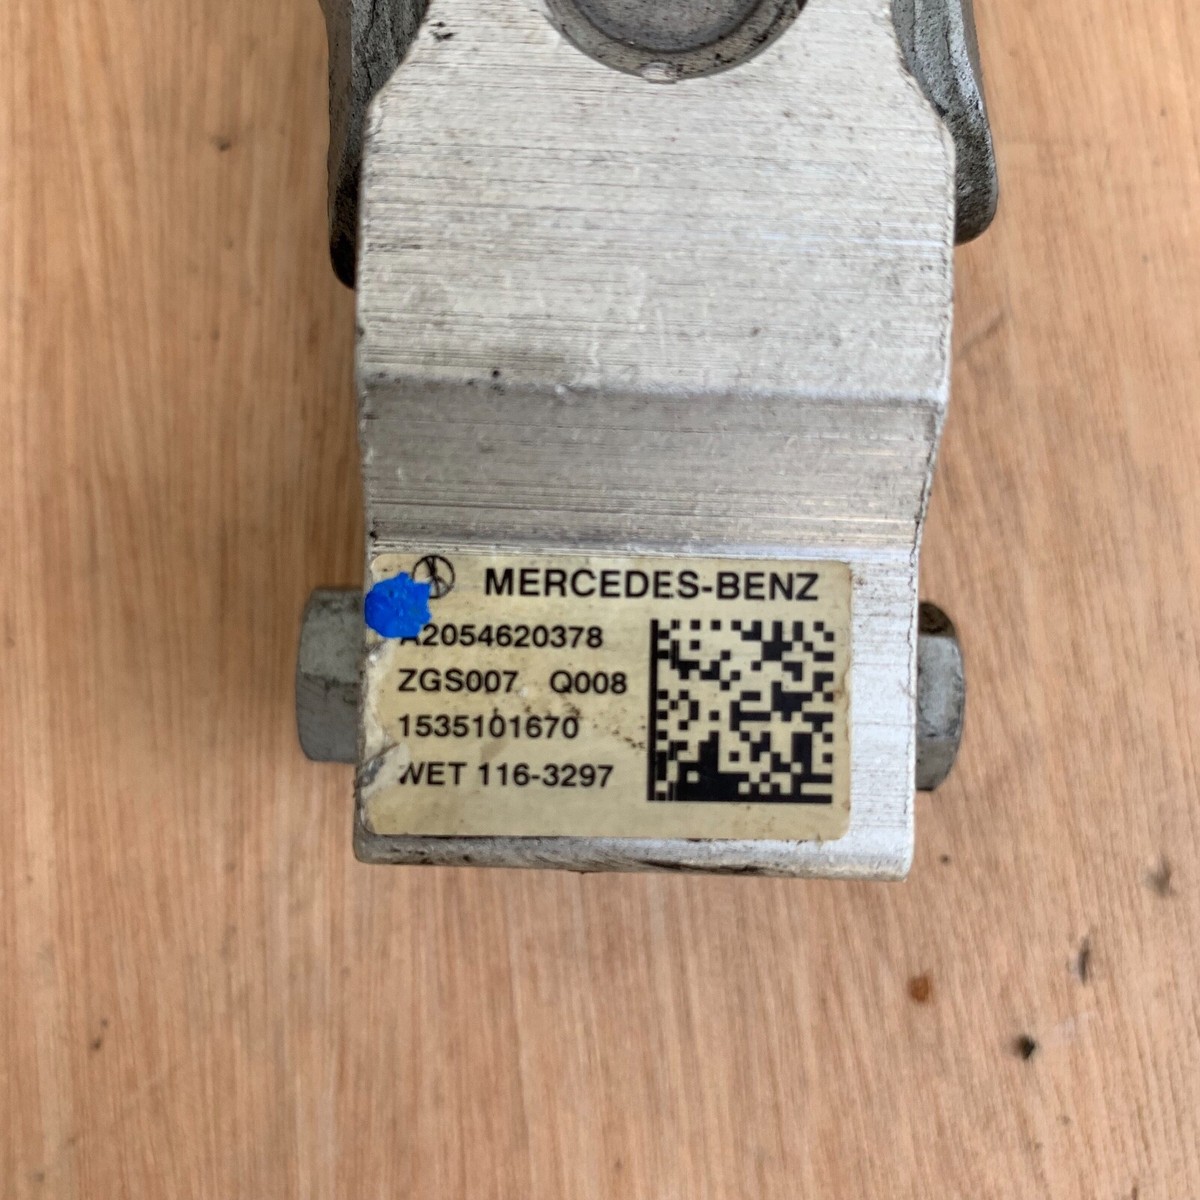 MERCEDES-BENZ
A2054620378
ZGS007 Q008
1535101670
WET 116-3297